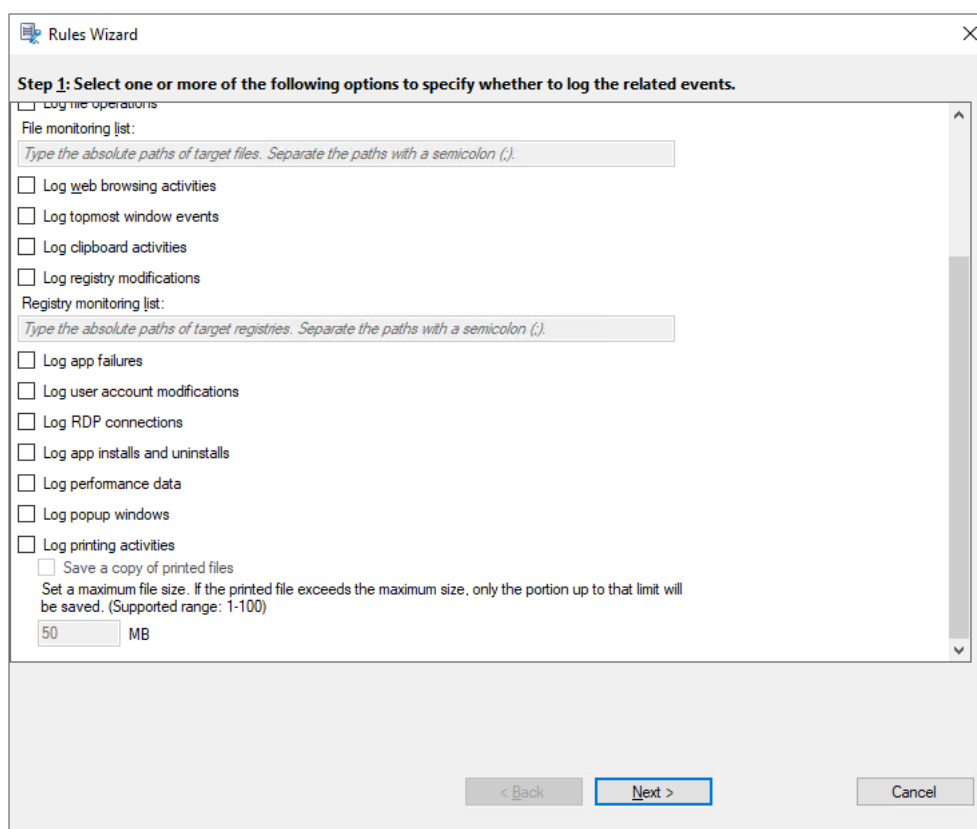 Rules Wizard
Step 1: Select one or more of the following options to specify whether to log the related events.
Log file operations
File monitoring list:
Type the absolute paths of target files. Separate the paths with a semicolon (;).
Log web browsing activities
Log topmost window events
Log clipboard activities
Log registry modifications
Registry monitoring list:
Type the absolute paths of target registries. Separate the paths with a semicolon (;).
Log app failures
Log user account modifications
Log RDP connections
Log app installs and uninstalls
Log performance data
Log popup windows
Log printing activities
Save a copy of printed files
Set a maximum file size. If the printed file exceeds the maximum size, only the portion up to that limit will
be saved. (Supported range: 1-100)
50 MB
< Back Next > Cancel